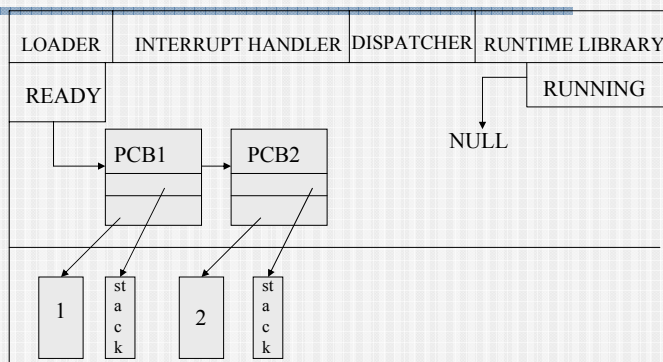 LOADER
INTERRUPT HANDLER
DISPATCHER
RUNTIME LIBRARY
READY
RUNNING
NULL
PCB1
PCB2
1
st
a
c
k
2
st
a
c
k